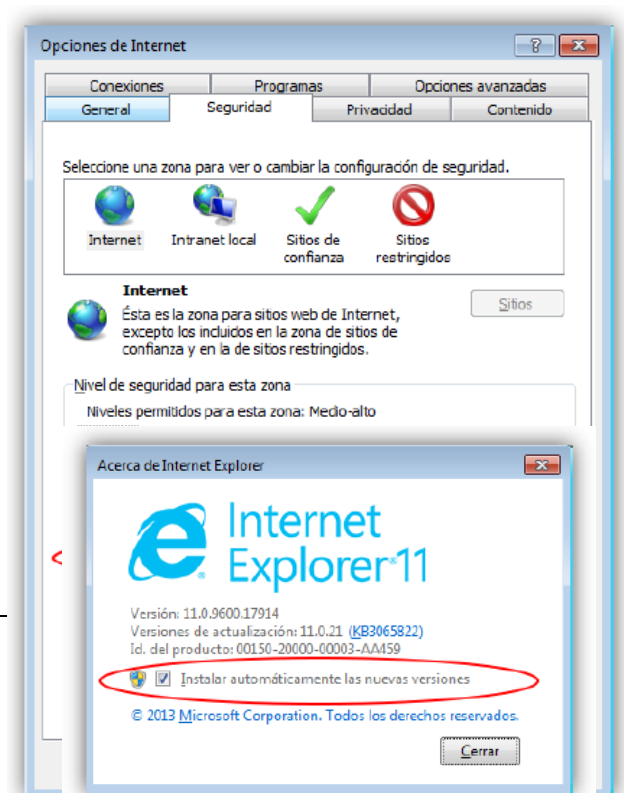 Opciones de Internet
Conexiones Programas Opciones avanzadas
General Seguridad Privacidad Contenido
Seleccione una zona para ver o cambiar la configuración de seguridad.
Internet Intranet local Sitios de confianza Sitios restringidos
Internet
Ésta es la zona para sitios web de Internet,
excepto los incluidos en la zona de sitios de
confianza y en la de sitios restringidos.
Sitios
Nivel de seguridad para esta zona
Niveles permitidos para esta zona: Medio-alto
Acerca de Internet Explorer
Internet
Explorer 11
Versión: 11.0.9600.17914
Versiones de actualización: 11.0.21 (KB3065822)
Id. del producto: 00150-20000-00003-AA459
Instalar automáticamente las nuevas versiones
© 2013 Microsoft Corporation. Todos los derechos reservados.
Cerrar